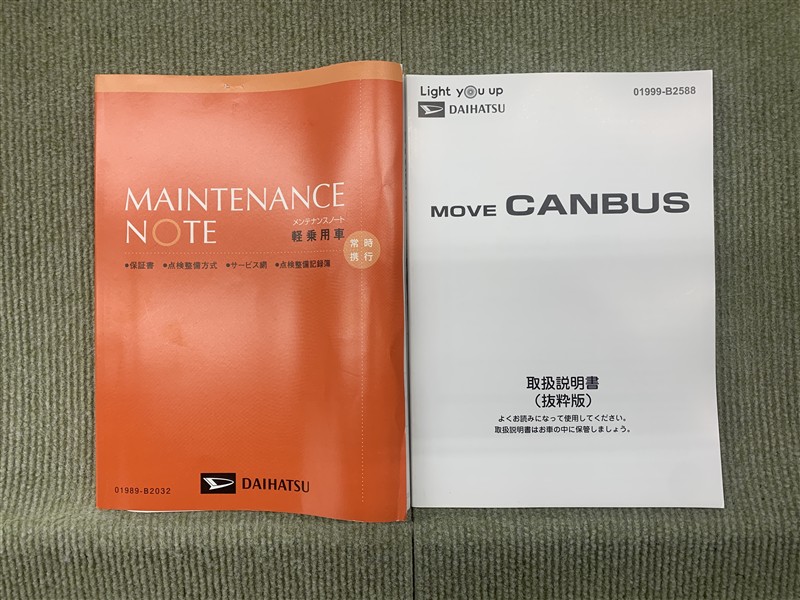 MAINTENANCE
NOTE
メンテナンスノート
軽乗用車
常時
携行
●保証書 ●点検整備方式 ●サービス網 ●点検整備記録簿
01989-B2032
DAIHATSU
Light you up
01999-B2588
DAIHATSU
MOVE CANBUS
取扱説明書
（抜粋版）
よくお読みになって使用してください。
取扱説明書はお車の中に保管しましょう。